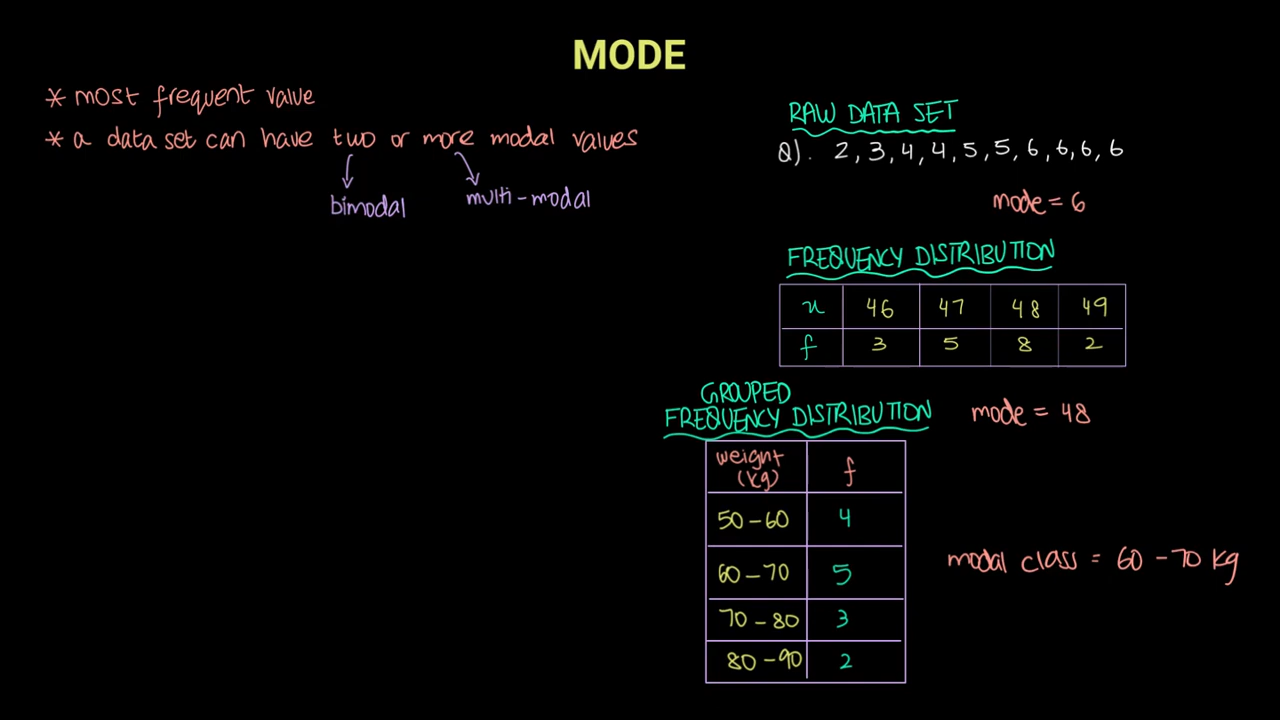 MODE
* most frequent value
* a data set can have two or more modal values
bimodal
multi-modal
RAW DATA SET
Q). 2, 3, 4, 4, 5, 5, 6, 6, 6, 6
mode = 6
FREQUENCY DISTRIBUTION
x 46 47 48 49
f 3 5 8 2
mode = 48
GROUPED
FREQUENCY DISTRIBUTION
weight f
(kg)
50-60 4
60-70 5
70-80 3
80-90 2
modal class = 60-70 kg